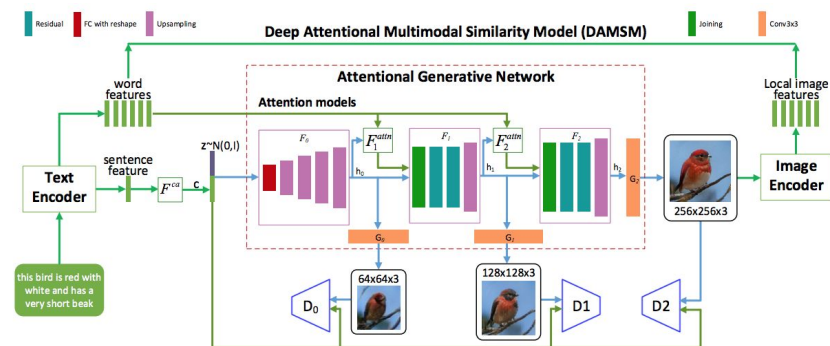 Residual
FC with reshape
Upsampling
Joining
Conv3x3
Deep Attentional Multimodal Similarity Model (DAMSM)
word
features
Attentional Generative Network
Local image
features
Attention models
z~N(0,I)
F0
F1attn
F1
F2attn
F2
Text
Encoder
sentence
feature
Fca
c
h0
h1
h2
G2
256x256x3
Image
Encoder
G0
G1
this bird is red with
white and has a
very short beak
64x64x3
128x128x3
D0
D1
D2